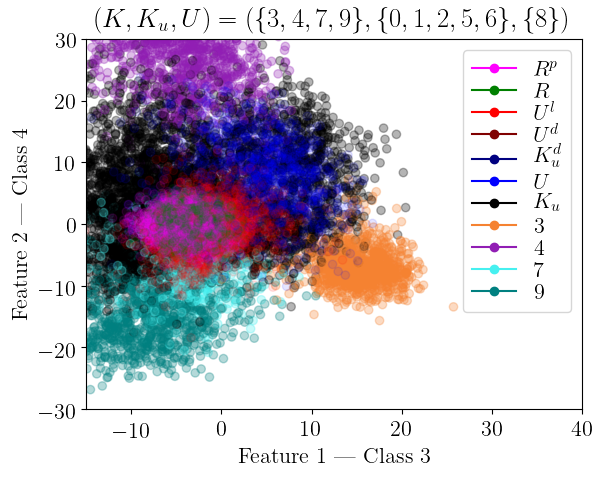 (K, K_u, U) = ({3, 4, 7, 9}, {0, 1, 2, 5, 6}, {8})
30
20
10
0
−10
−20
−30
Feature 2 — Class 4
R^p
R
U^l
U^d
K_u^d
U
K_u
3
4
7
9
−10 0 10 20 30 40
Feature 1 — Class 3